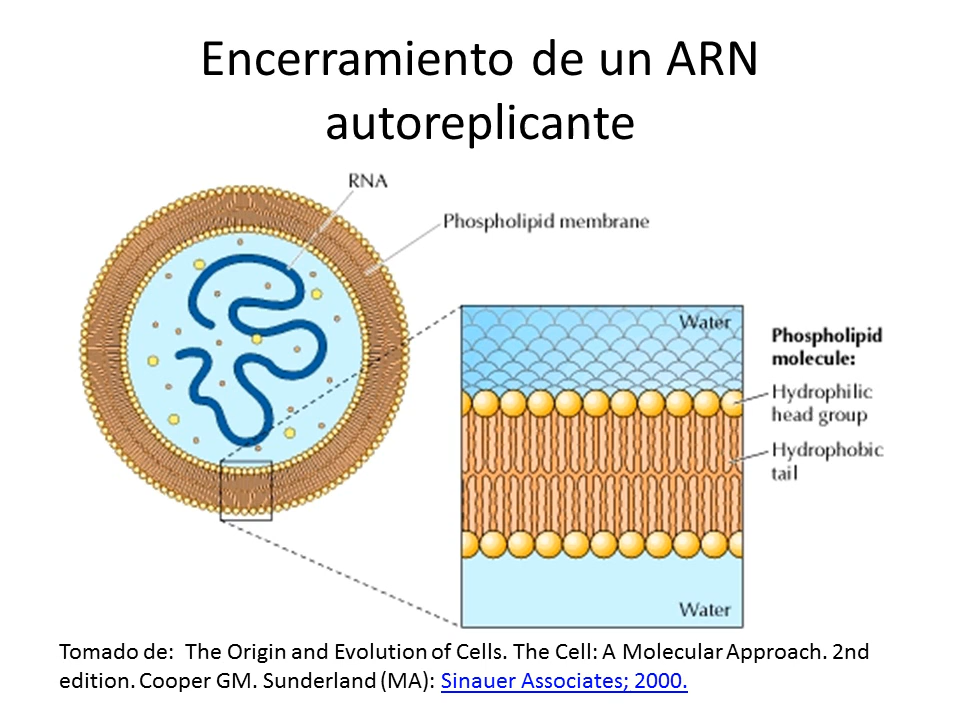 Encerramiento de un ARN
autoreplicante
RNA
Phospholipid membrane
Water
Phospholipid
molecule:
Hydrophilic
head group
Hydrophobic
tail
Water
Tomado de: The Origin and Evolution of Cells. The Cell: A Molecular Approach. 2nd
edition. Cooper GM. Sunderland (MA): Sinauer Associates; 2000.